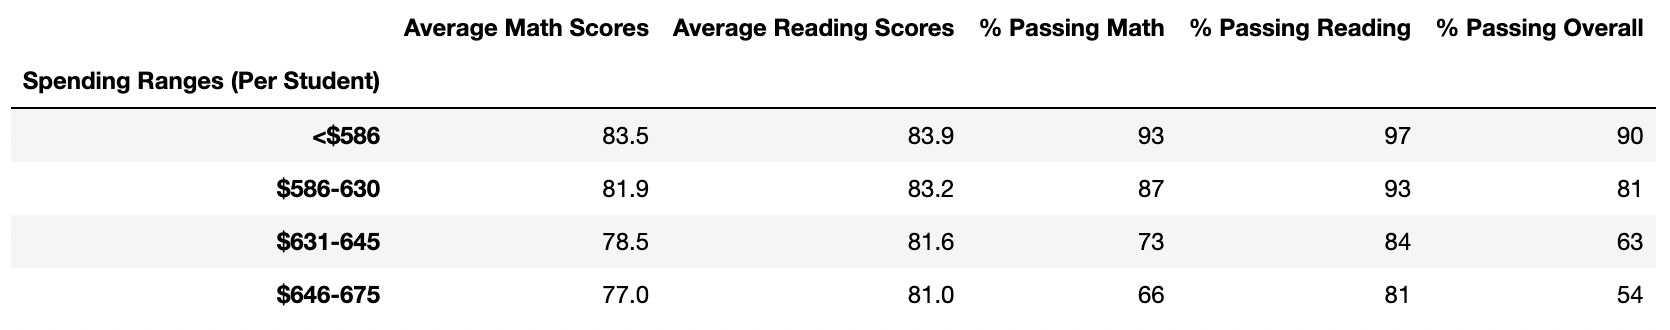 Average Math Scores Average Reading Scores % Passing Math % Passing Reading % Passing Overall
Spending Ranges (Per Student)
<$586 83.5 83.9 93 97 90
$586-630 81.9 83.2 87 93 81
$631-645 78.5 81.6 73 84 63
$646-675 77.0 81.0 66 81 54